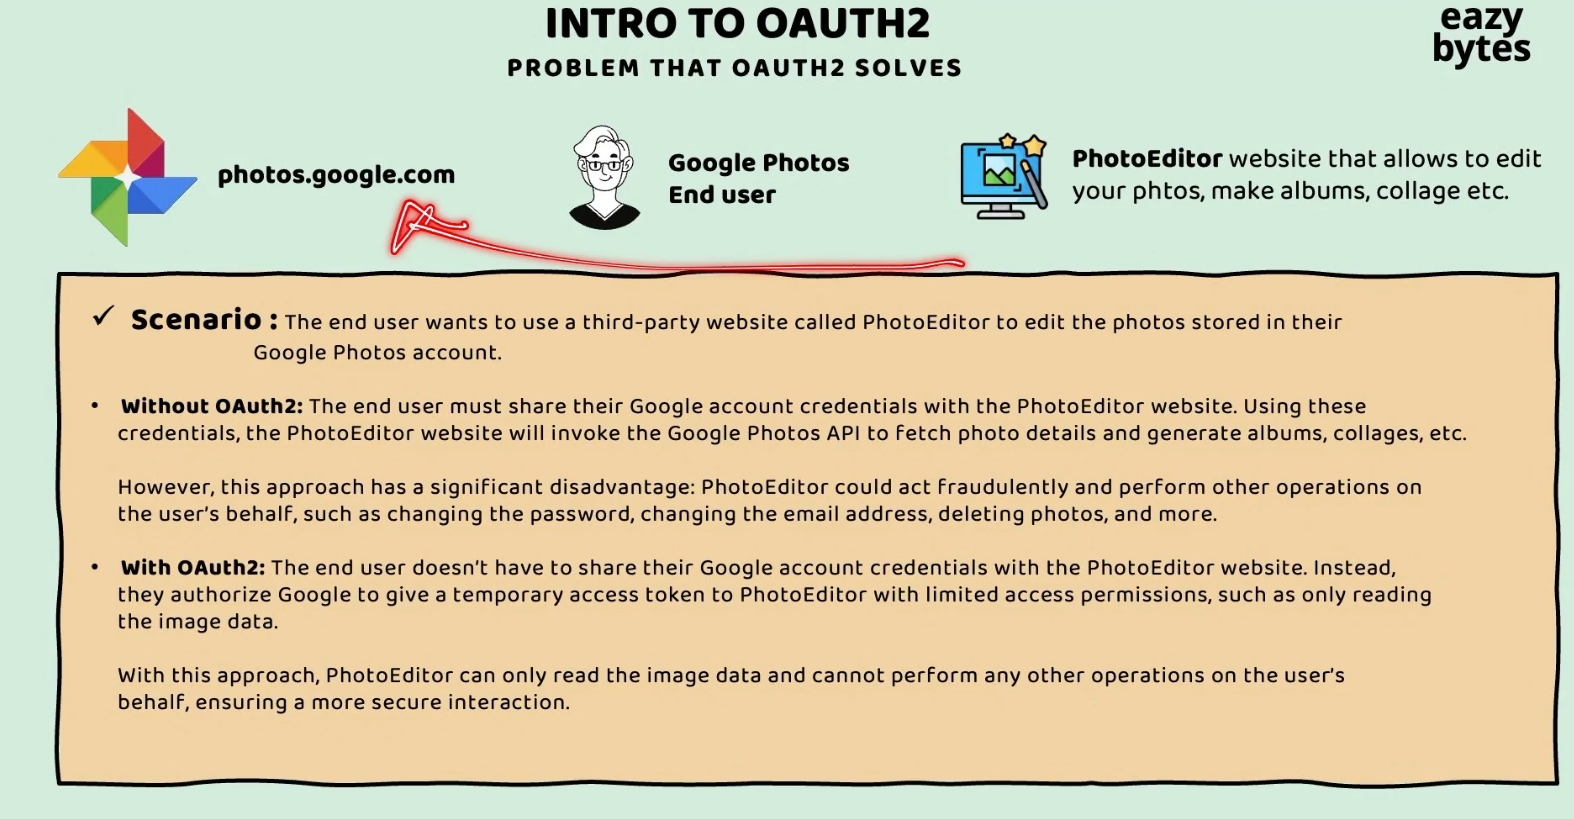 INTRO TO OAUTH2
eazy
bytes
PROBLEM THAT OAUTH2 SOLVES
photos.google.com
Google Photos
End user
PhotoEditor website that allows to edit
your phtos, make albums, collage etc.
✓ Scenario : The end user wants to use a third-party website called PhotoEditor to edit the photos stored in their
Google Photos account.
• Without OAuth2: The end user must share their Google account credentials with the PhotoEditor website. Using these
credentials, the PhotoEditor website will invoke the Google Photos API to fetch photo details and generate albums, collages, etc.
However, this approach has a significant disadvantage: PhotoEditor could act fraudulently and perform other operations on
the user's behalf, such as changing the password, changing the email address, deleting photos, and more.
• With OAuth2: The end user doesn't have to share their Google account credentials with the PhotoEditor website. Instead,
they authorize Google to give a temporary access token to PhotoEditor with limited access permissions, such as only reading
the image data.
With this approach, PhotoEditor can only read the image data and cannot perform any other operations on the user's
behalf, ensuring a more secure interaction.